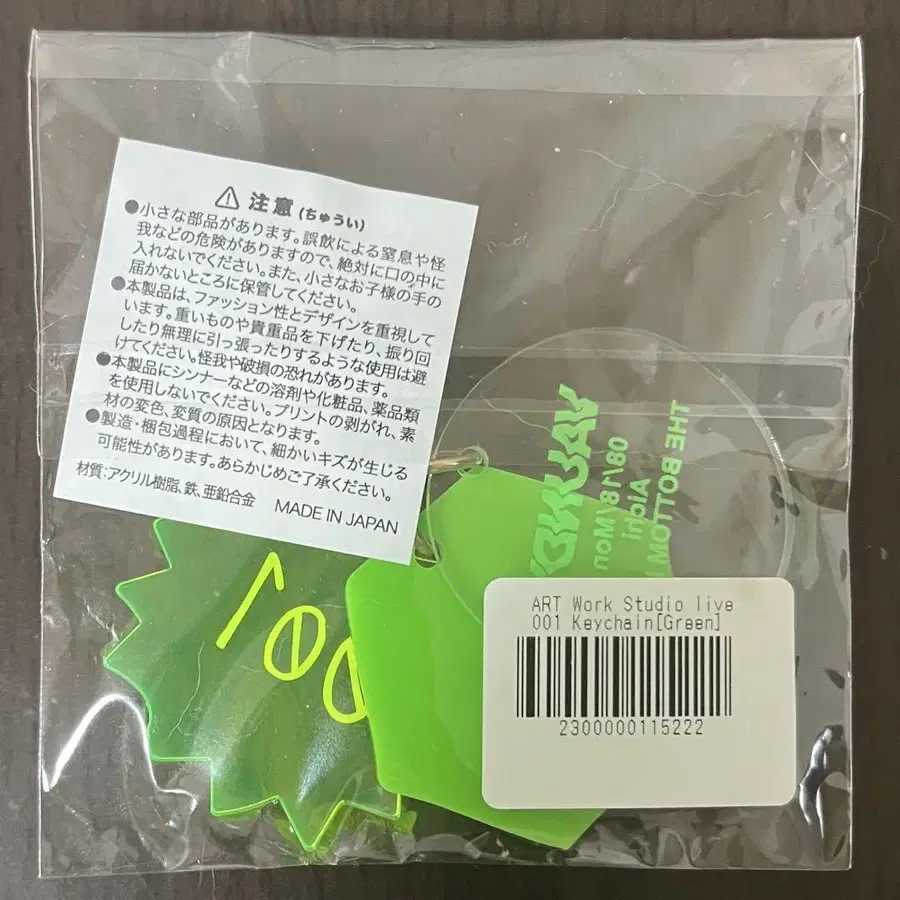 ⚠ 注意 (ちゅうい)
●小さな部品があります。誤飲による窒息や怪
我などの危険がありますので、絶対に口の中に
入れないでください。また、小さなお子様の手の
届かないところに保管してください。
●本製品は、ファッション性とデザインを重視して
います。重いものや貴重品を下げたり、振り回
したり無理に引っ張ったりするような使用は避
けてください。怪我や破損の恐れがあります。
●本製品にシンナーなどの溶剤や化粧品、薬品類
を使用しないでください。プリントの剥がれ、素
材の変色、変質の原因となります。
●製造・梱包過程において、細かいキズが生じる
可能性があります。あらかじめご了承ください。
材質:アクリル樹脂、鉄、亜鉛合金 MADE IN JAPAN
THE BOTTOM
Aichi
08/18/Mon
001
ART Work Studio live
001 Keychain[Green]
2300000115222